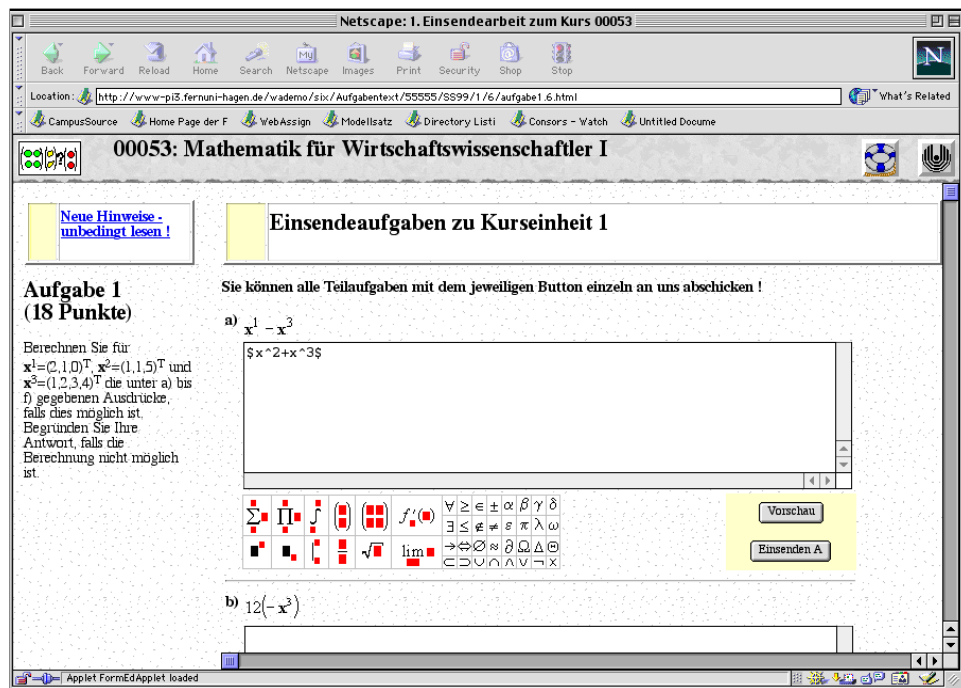 Netscape: 1. Einsendearbeit zum Kurs 00053
Back Forward Reload Home Search Netscape Images Print Security Shop Stop
My
N
Location: http://www-pi3.fernuni-hagen.de/wademo/six/Aufgabentext/55555/SS99/1/6/aufgabe1.6.html What's Related
CampusSource Home Page der F WebAssign Modellsatz Directory Listi Consors - Watch Untitled Docume
00053: Mathematik für Wirtschaftswissenschaftler I
Neue Hinweise -
unbedingt lesen !
Einsendeaufgaben zu Kurseinheit 1
Aufgabe 1
(18 Punkte)
Berechnen Sie für
x¹=(2,1,0)ᵀ, x²=(1,1,5)ᵀ und
x³=(1,2,3,4)ᵀ die unter a) bis
f) gegebenen Ausdrücke,
falls dies möglich ist.
Begründen Sie Ihre
Antwort, falls die
Berechnung nicht möglich
ist.
Sie können alle Teilaufgaben mit dem jeweiligen Button einzeln an uns abschicken !
a) x¹ − x³
$x^2+x^3$
Σ Π ∫ f'( ) ∀ ≥ ∈ ± α β γ δ
∃ ≤ ∉ ≠ ε π λ ω
√ lim → ⇔ ∅ ≈ ∂ Ω Δ Θ
⊂ ⊃ ∪ ∩ ∧ ∨ ¬ ×
Vorschau
Einsenden A
b) 12(− x³)
Applet FormEdApplet loaded